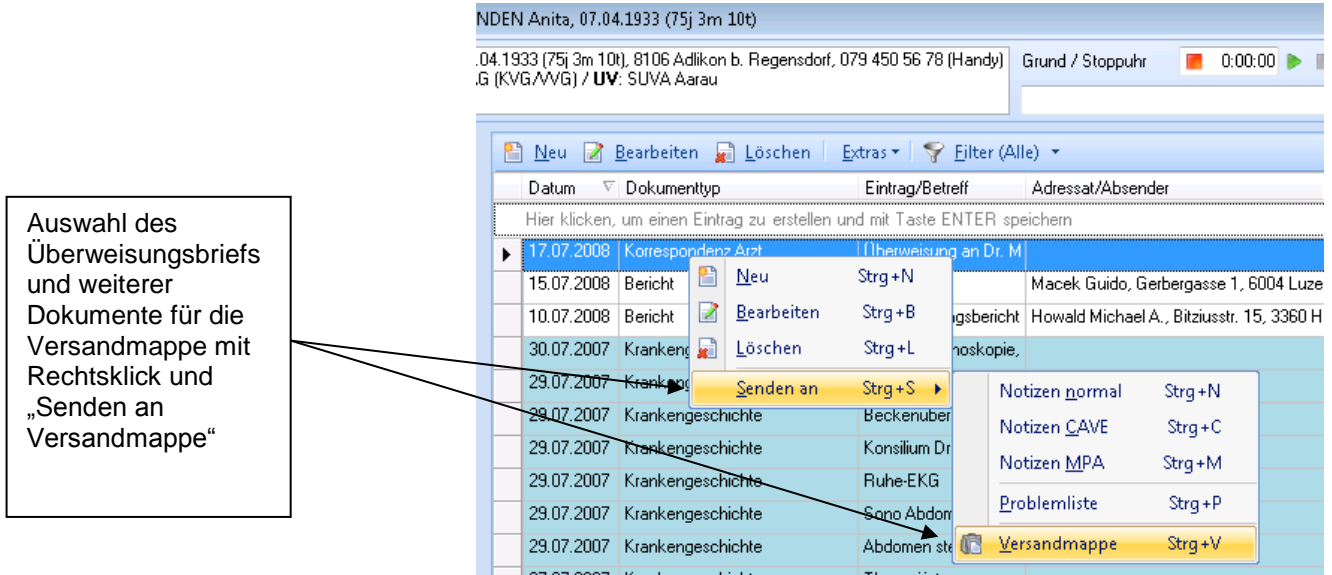 NDEN Anita, 07.04.1933 (75j 3m 10t)
.04.1933 (75j 3m 10t), 8106 Adlikon b. Regensdorf, 079 450 56 78 (Handy)
G (KVG/VVG) / UV: SUVA Aarau
Grund / Stoppuhr 0:00:00
Neu Bearbeiten Löschen Extras Filter (Alle)
Datum Dokumenttyp Eintrag/Betreff Adressat/Absender
Hier klicken, um einen Eintrag zu erstellen und mit Taste ENTER speichern
17.07.2008 Korrespondenz Arzt Überweisung an Dr. M
15.07.2008 Bericht Macek Guido, Gerbergasse 1, 6004 Luze
10.07.2008 Bericht gsbericht Howald Michael A., Bitziusstr. 15, 3360 H
30.07.2007 Kranken noskopie,
29.07.2007 Kranken
29.07.2007 Krankengeschichte Beckenüber
29.07.2007 Krankengeschichte Konsilium Dr
29.07.2007 Krankengeschichte Ruhe-EKG
29.07.2007 Krankengeschichte Sono Abdom
29.07.2007 Krankengeschichte Abdomen ste
Neu Strg+N
Bearbeiten Strg+B
Löschen Strg+L
Senden an Strg+S
Notizen normal Strg+N
Notizen CAVE Strg+C
Notizen MPA Strg+M
Problemliste Strg+P
Versandmappe Strg+V
Auswahl des
Überweisungsbriefs
und weiterer
Dokumente für die
Versandmappe mit
Rechtsklick und
„Senden an
Versandmappe“